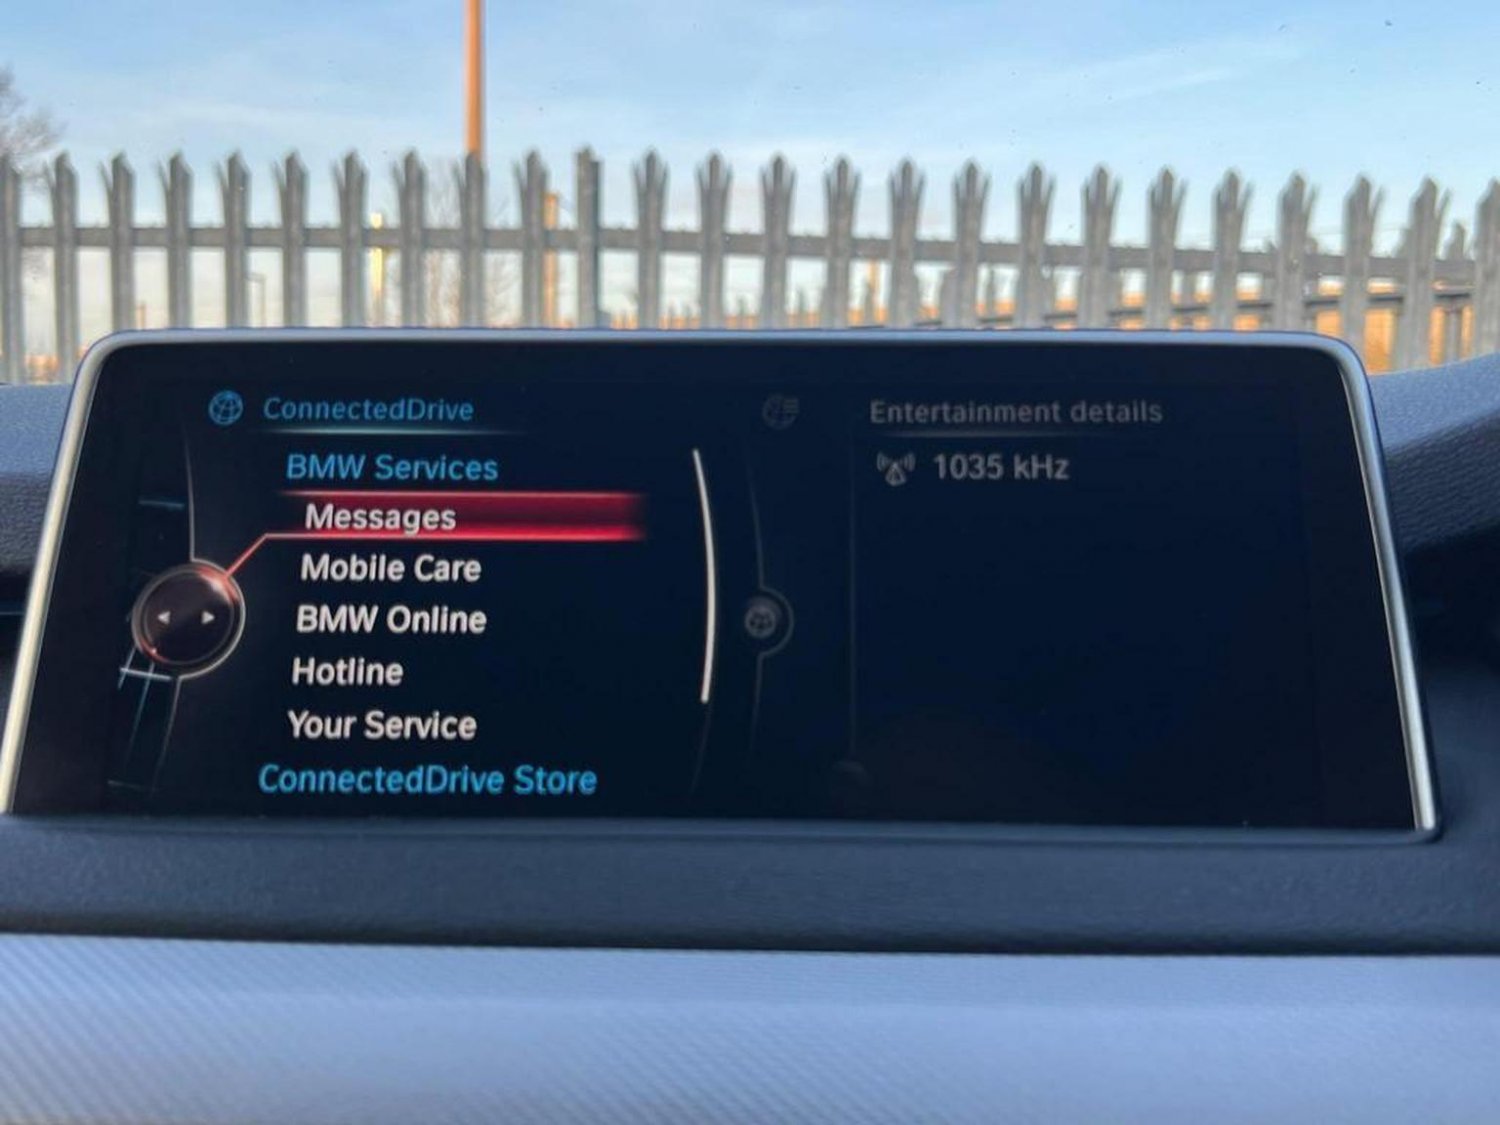 ConnectedDrive
BMW Services
Messages
Mobile Care
BMW Online
Hotline
Your Service
ConnectedDrive Store
Entertainment details
1035 kHz